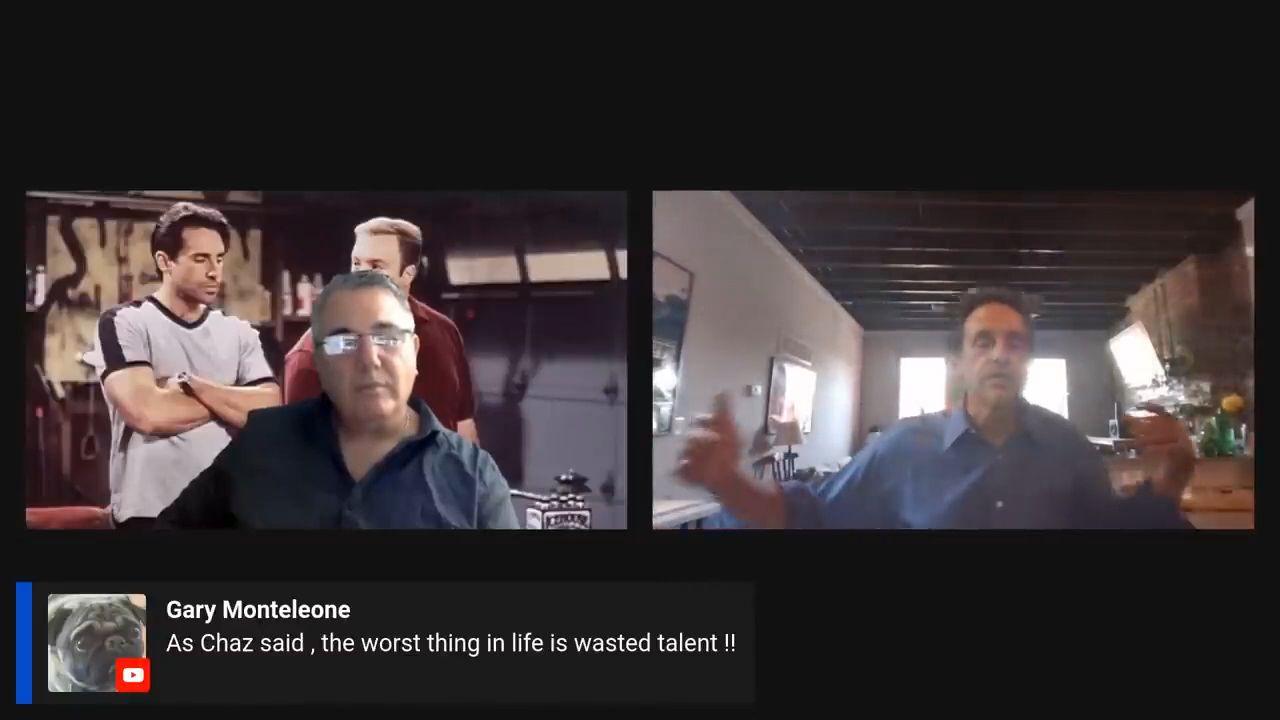 Gary Monteleone
As Chaz said , the worst thing in life is wasted talent !!